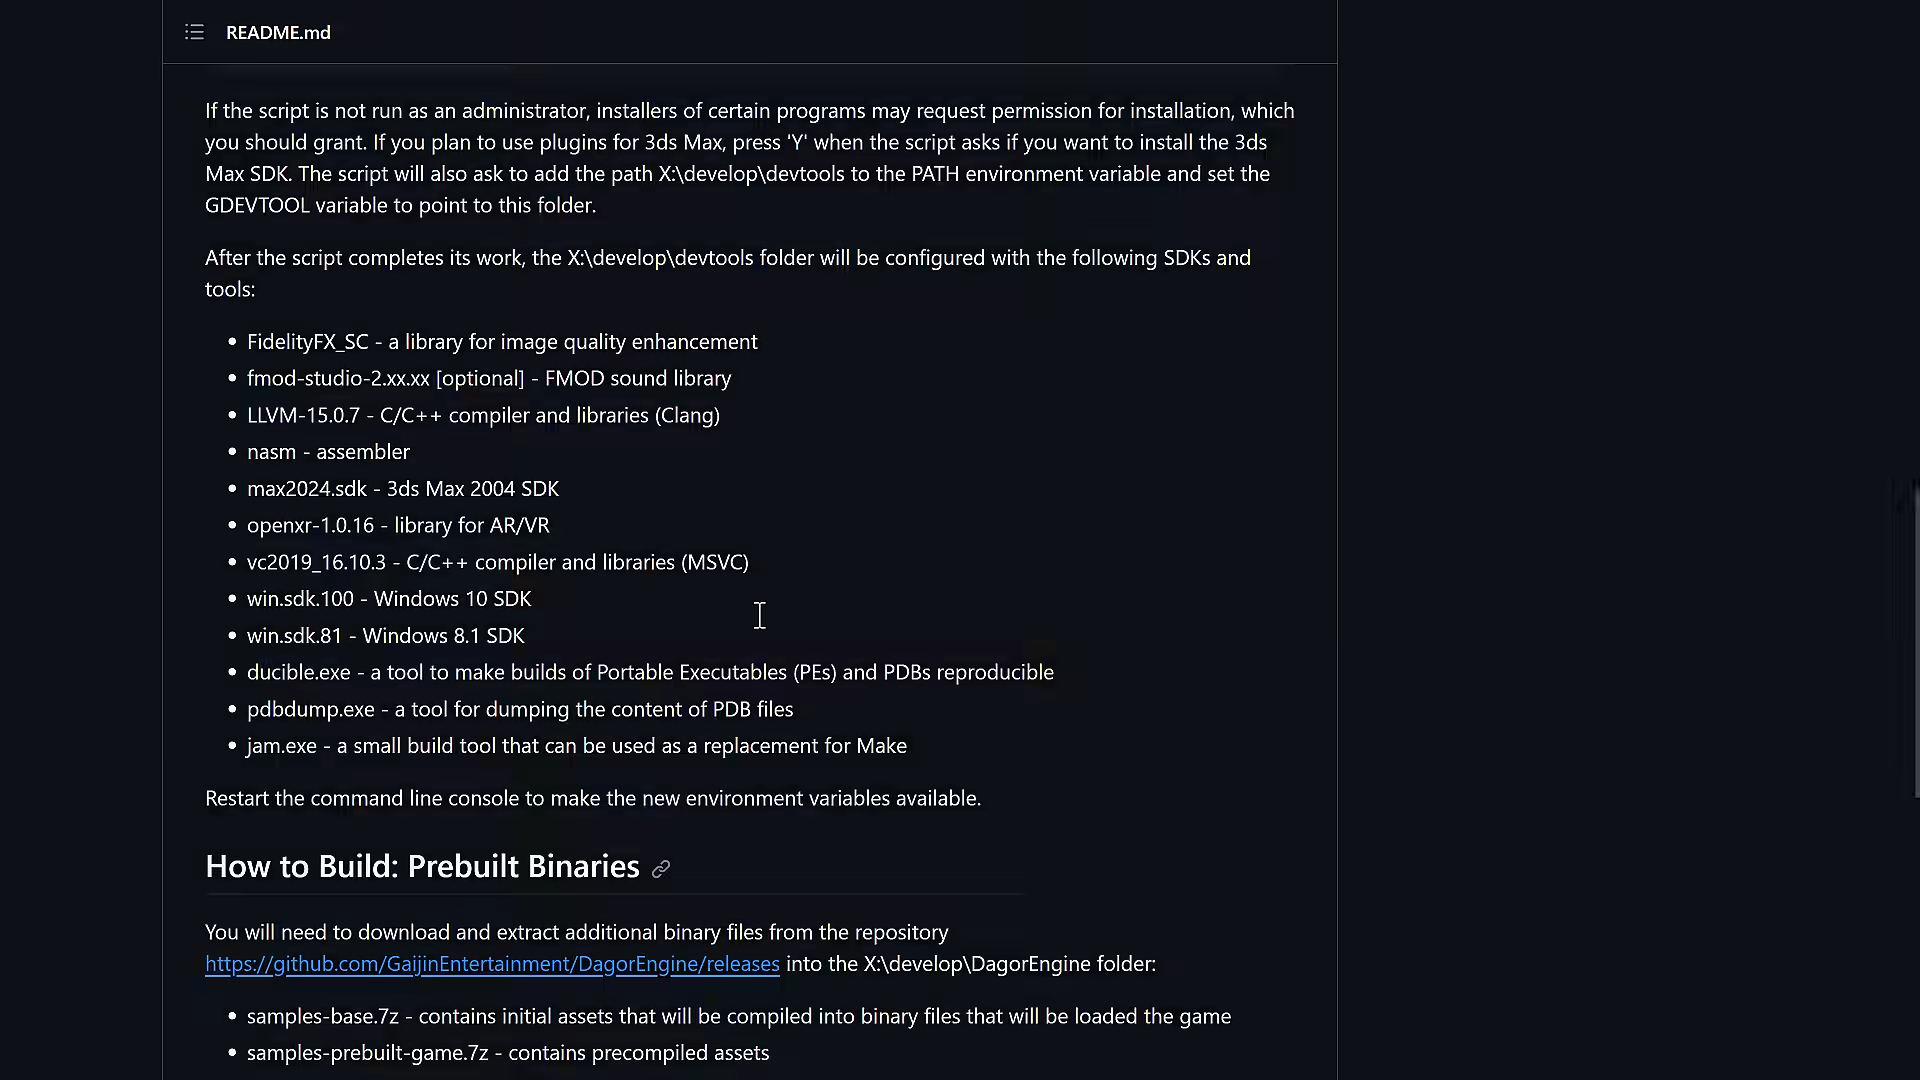 README.md
If the script is not run as an administrator, installers of certain programs may request permission for installation, which
you should grant. If you plan to use plugins for 3ds Max, press 'Y' when the script asks if you want to install the 3ds
Max SDK. The script will also ask to add the path X:\develop\devtools to the PATH environment variable and set the
GDEVTOOL variable to point to this folder.
After the script completes its work, the X:\develop\devtools folder will be configured with the following SDKs and
tools:
• FidelityFX_SC - a library for image quality enhancement
• fmod-studio-2.xx.xx [optional] - FMOD sound library
• LLVM-15.0.7 - C/C++ compiler and libraries (Clang)
• nasm - assembler
• max2024.sdk - 3ds Max 2004 SDK
• openxr-1.0.16 - library for AR/VR
• vc2019_16.10.3 - C/C++ compiler and libraries (MSVC)
• win.sdk.100 - Windows 10 SDK
• win.sdk.81 - Windows 8.1 SDK
• ducible.exe - a tool to make builds of Portable Executables (PEs) and PDBs reproducible
• pdbdump.exe - a tool for dumping the content of PDB files
• jam.exe - a small build tool that can be used as a replacement for Make
Restart the command line console to make the new environment variables available.
How to Build: Prebuilt Binaries
You will need to download and extract additional binary files from the repository
https://github.com/GaijinEntertainment/DagorEngine/releases into the X:\develop\DagorEngine folder:
• samples-base.7z - contains initial assets that will be compiled into binary files that will be loaded the game
• samples-prebuilt-game.7z - contains precompiled assets